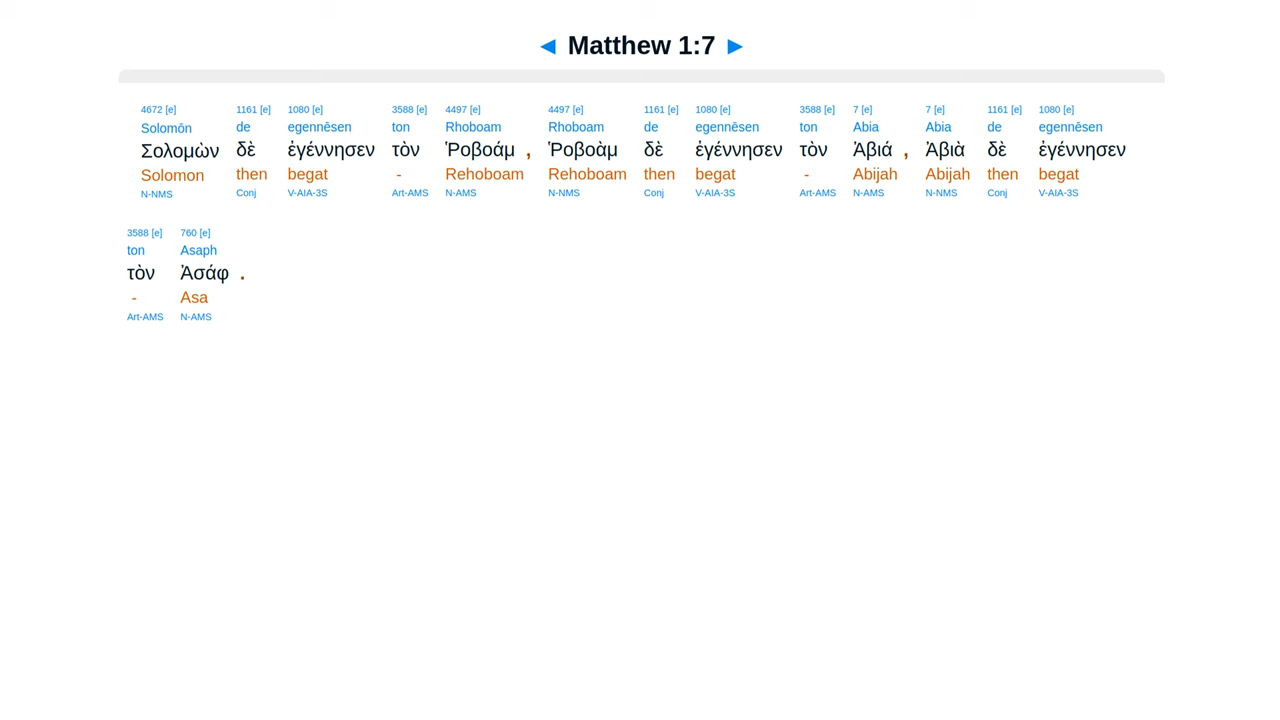 ◄ Matthew 1:7 ►
4672 [e] 1161 [e] 1080 [e] 3588 [e] 4497 [e] 4497 [e] 1161 [e] 1080 [e] 3588 [e] 7 [e] 7 [e] 1161 [e] 1080 [e]
Solomōn de egennēsen ton Rhoboam Rhoboam de egennēsen ton Abia Abia de egennēsen
Σολομὼν δὲ ἐγέννησεν τὸν Ῥοβοάμ , Ῥοβοὰμ δὲ ἐγέννησεν τὸν Ἀβιά , Ἀβιὰ δὲ ἐγέννησεν
Solomon then begat - Rehoboam Rehoboam then begat - Abijah Abijah then begat
N-NMS Conj V-AIA-3S Art-AMS N-AMS N-NMS Conj V-AIA-3S Art-AMS N-AMS N-NMS Conj V-AIA-3S
3588 [e] 760 [e]
ton Asaph
τὸν Ἀσάφ .
- Asa
Art-AMS N-AMS